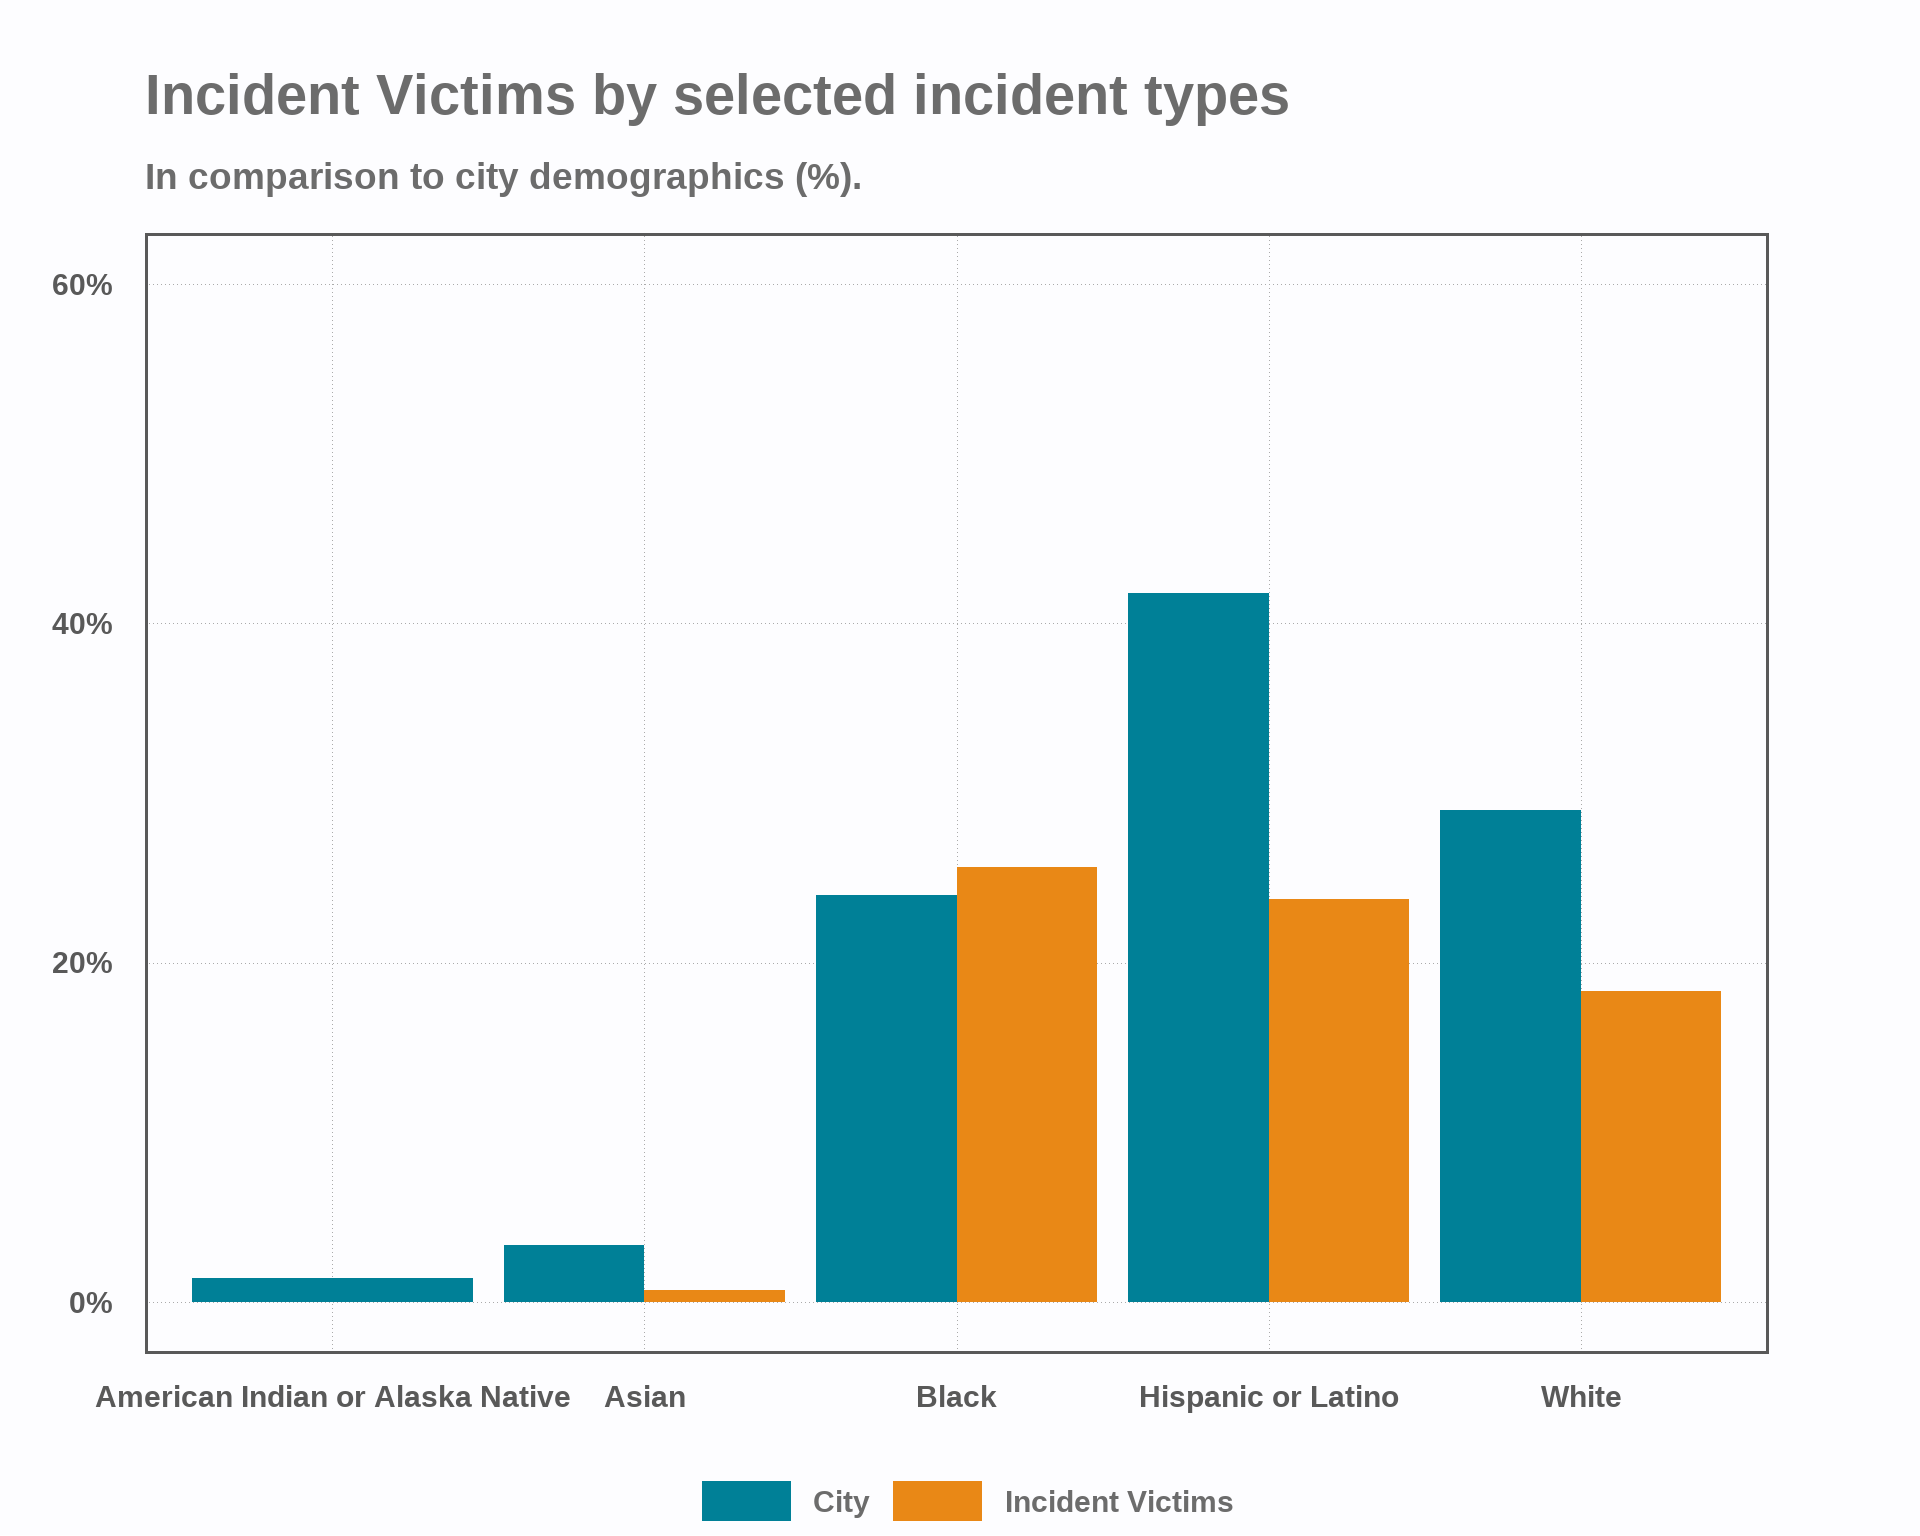 Incident Victims by selected incident types
In comparison to city demographics (%).
60%
40%
20%
0%
American Indian or Alaska Native Asian Black Hispanic or Latino White
City Incident Victims